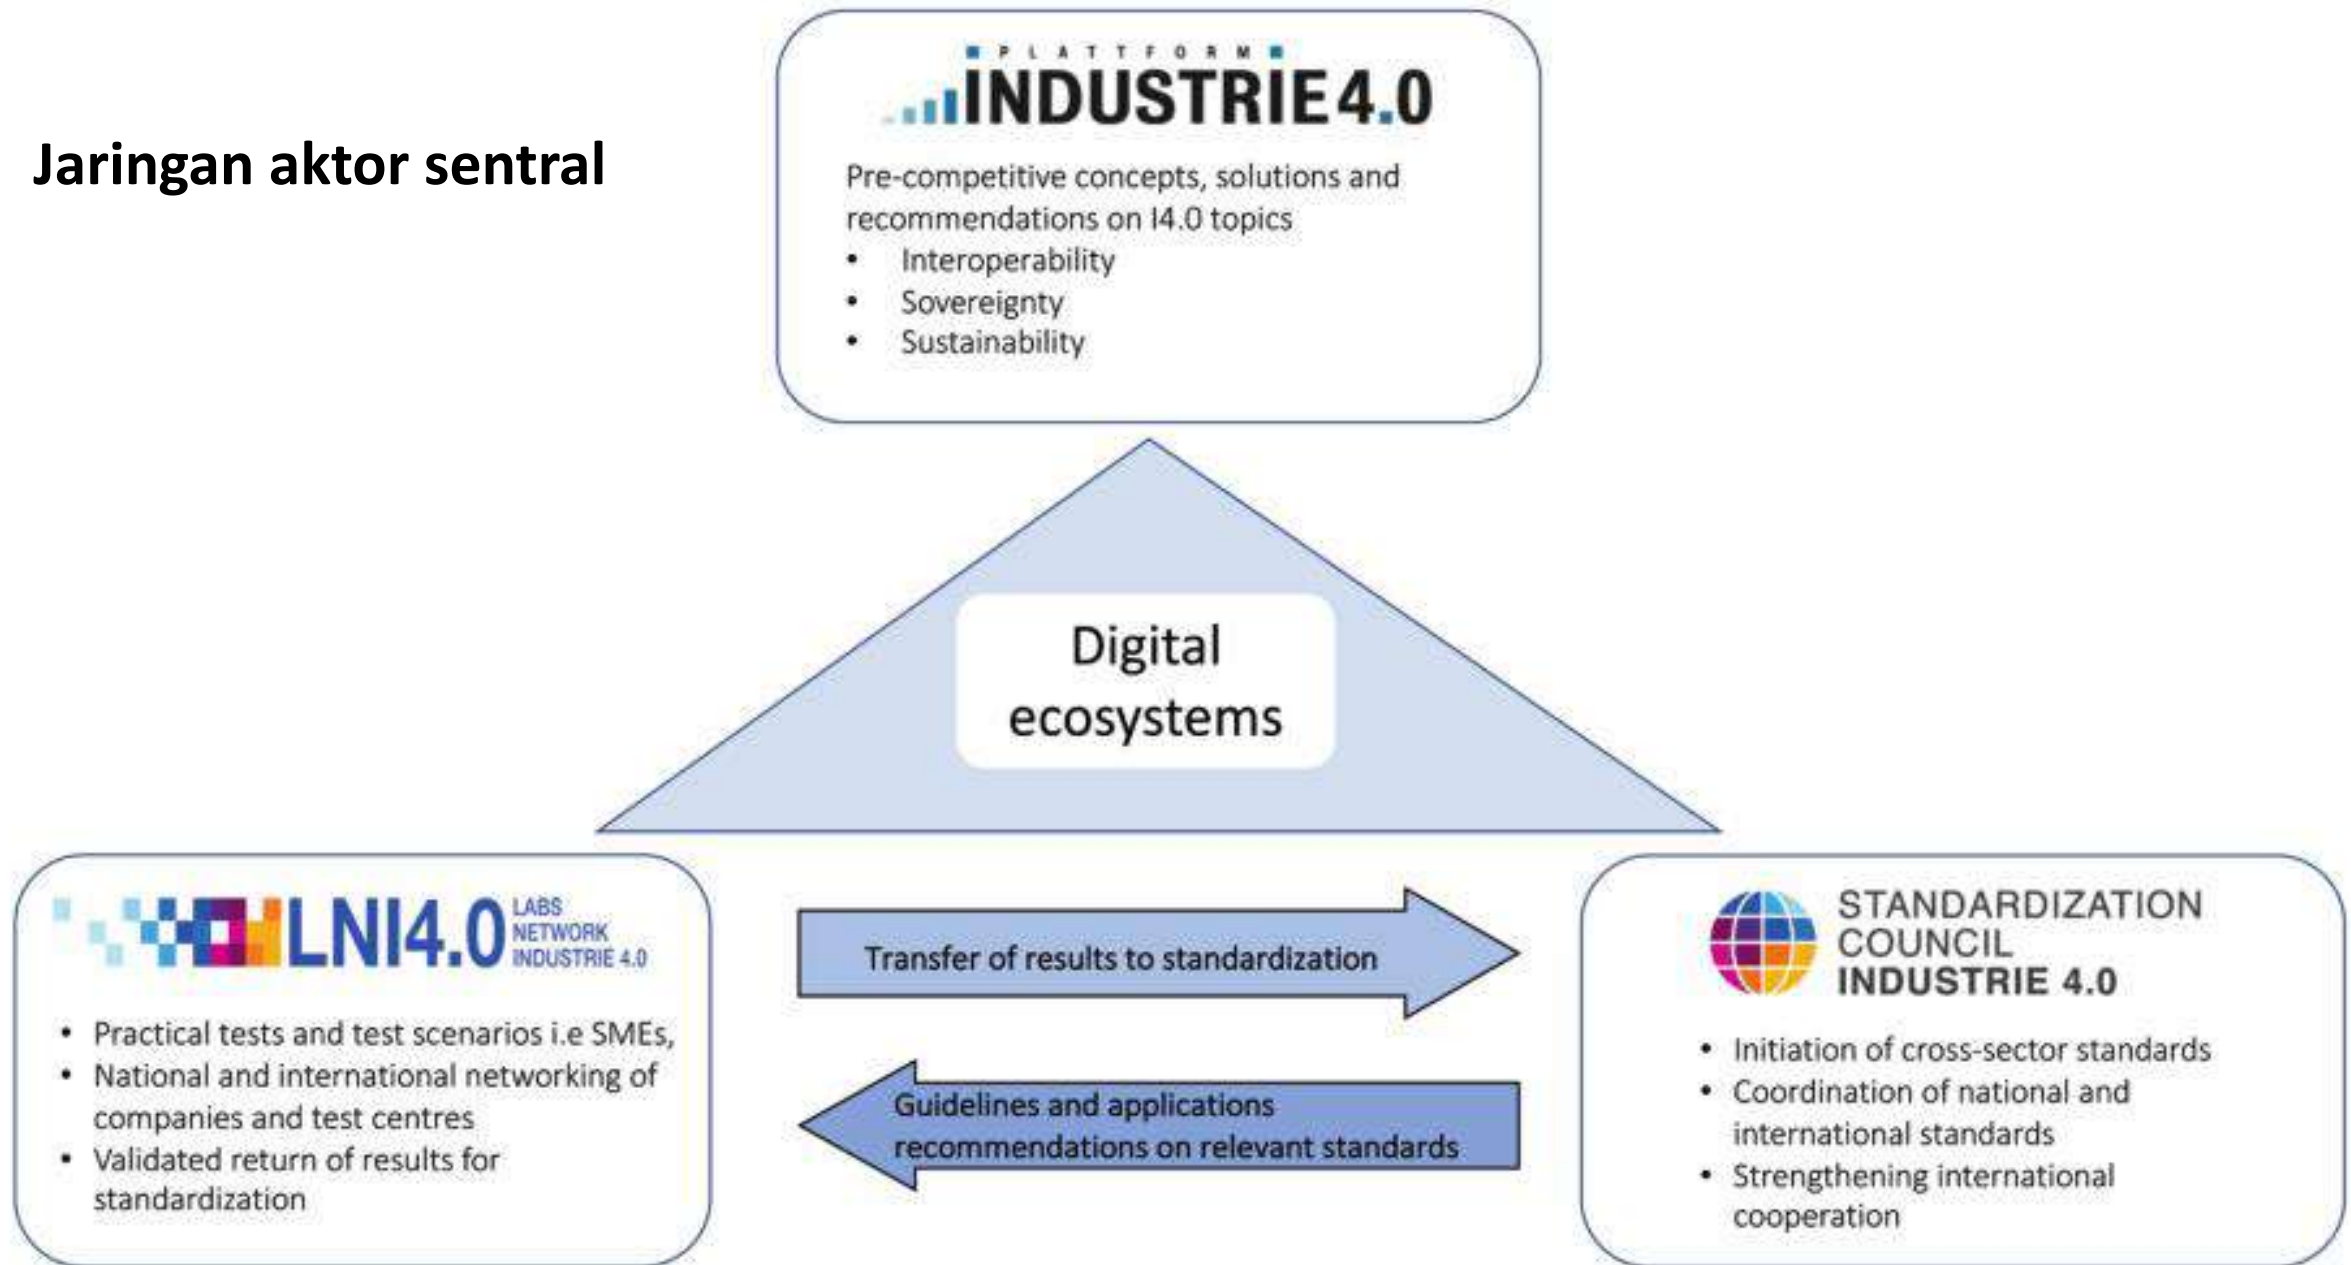 Jaringan aktor sentral
PLATTFORM
INDUSTRIE 4.0
Pre-competitive concepts, solutions and
recommendations on I4.0 topics
• Interoperability
• Sovereignty
• Sustainability
Digital
ecosystems
LNI4.0
LABS
NETWORK
INDUSTRIE 4.0
• Practical tests and test scenarios i.e SMEs,
• National and international networking of
companies and test centres
• Validated return of results for
standardization
Transfer of results to standardization
Guidelines and applications
recommendations on relevant standards
STANDARDIZATION
COUNCIL
INDUSTRIE 4.0
• Initiation of cross-sector standards
• Coordination of national and
international standards
• Strengthening international
cooperation